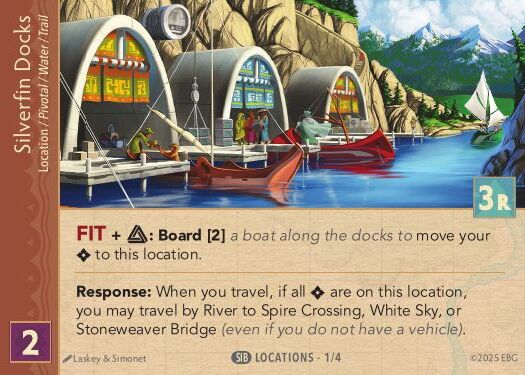 Silverfin Docks
Location / Pivotal / Water / Trail
3R
FIT + : Board [2] a boat along the docks to move your
to this location.
Response: When you travel, if all are on this location,
you may travel by River to Spire Crossing, White Sky, or
Stoneweaver Bridge (even if you do not have a vehicle).
2
Laskey & Simonet
SIB LOCATIONS - 1/4
©2025 EBG